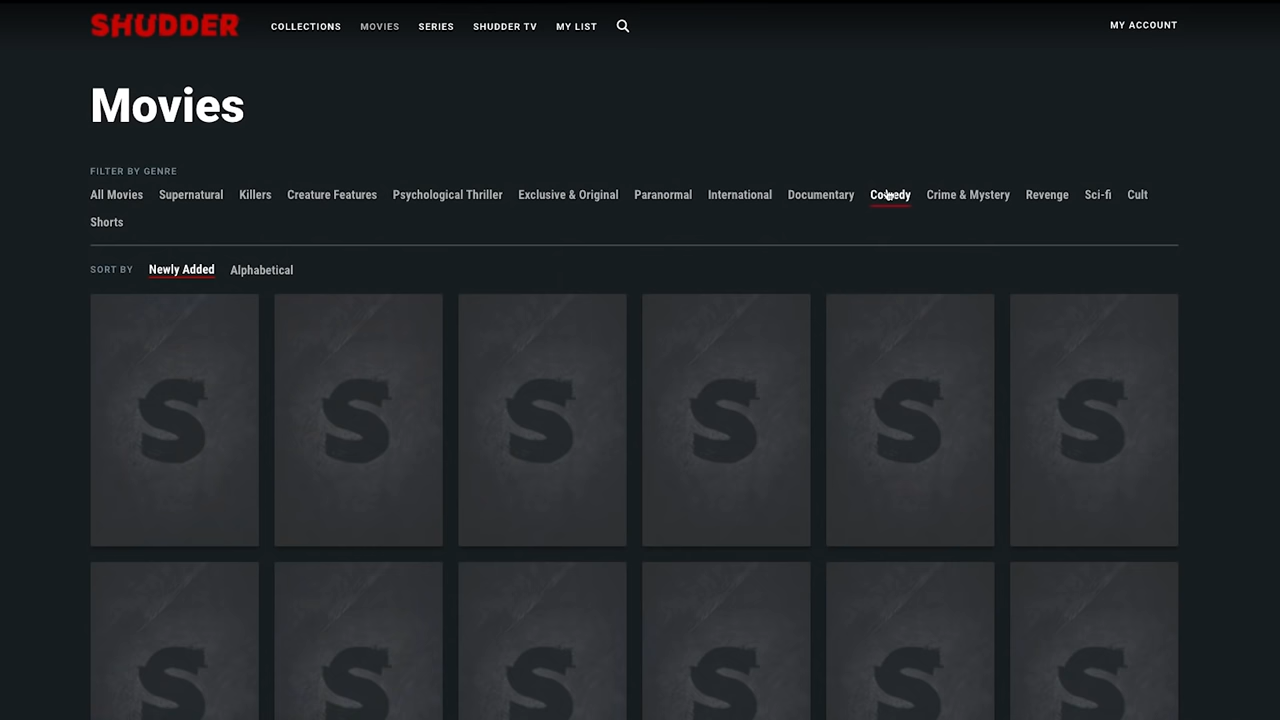 SHUDDER COLLECTIONS MOVIES SERIES SHUDDER TV MY LIST MY ACCOUNT
Movies
FILTER BY GENRE
All Movies Supernatural Killers Creature Features Psychological Thriller Exclusive & Original Paranormal International Documentary Comedy Crime & Mystery Revenge Sci-fi Cult
Shorts
SORT BY Newly Added Alphabetical
S S S S S S
S S S S S S